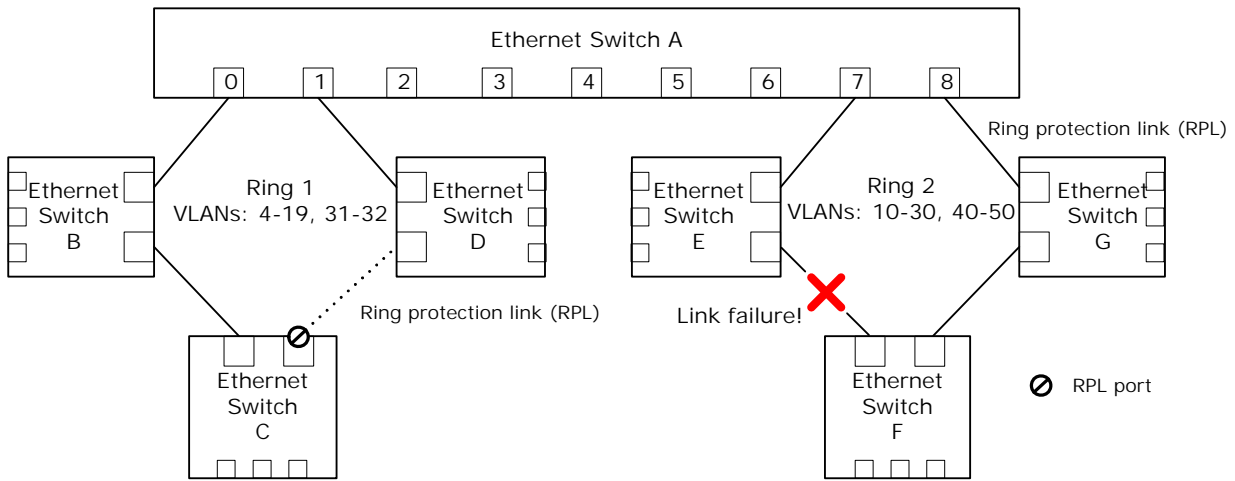 Ethernet Switch A
0 1 2 3 4 5 6 7 8
Ring protection link (RPL)
Ethernet
Switch
B
Ring 1
VLANs: 4-19, 31-32
Ethernet
Switch
D
Ethernet
Switch
E
Ring 2
VLANs: 10-30, 40-50
Ethernet
Switch
G
Ring protection link (RPL)
Link failure!
Ethernet
Switch
C
Ethernet
Switch
F
RPL port